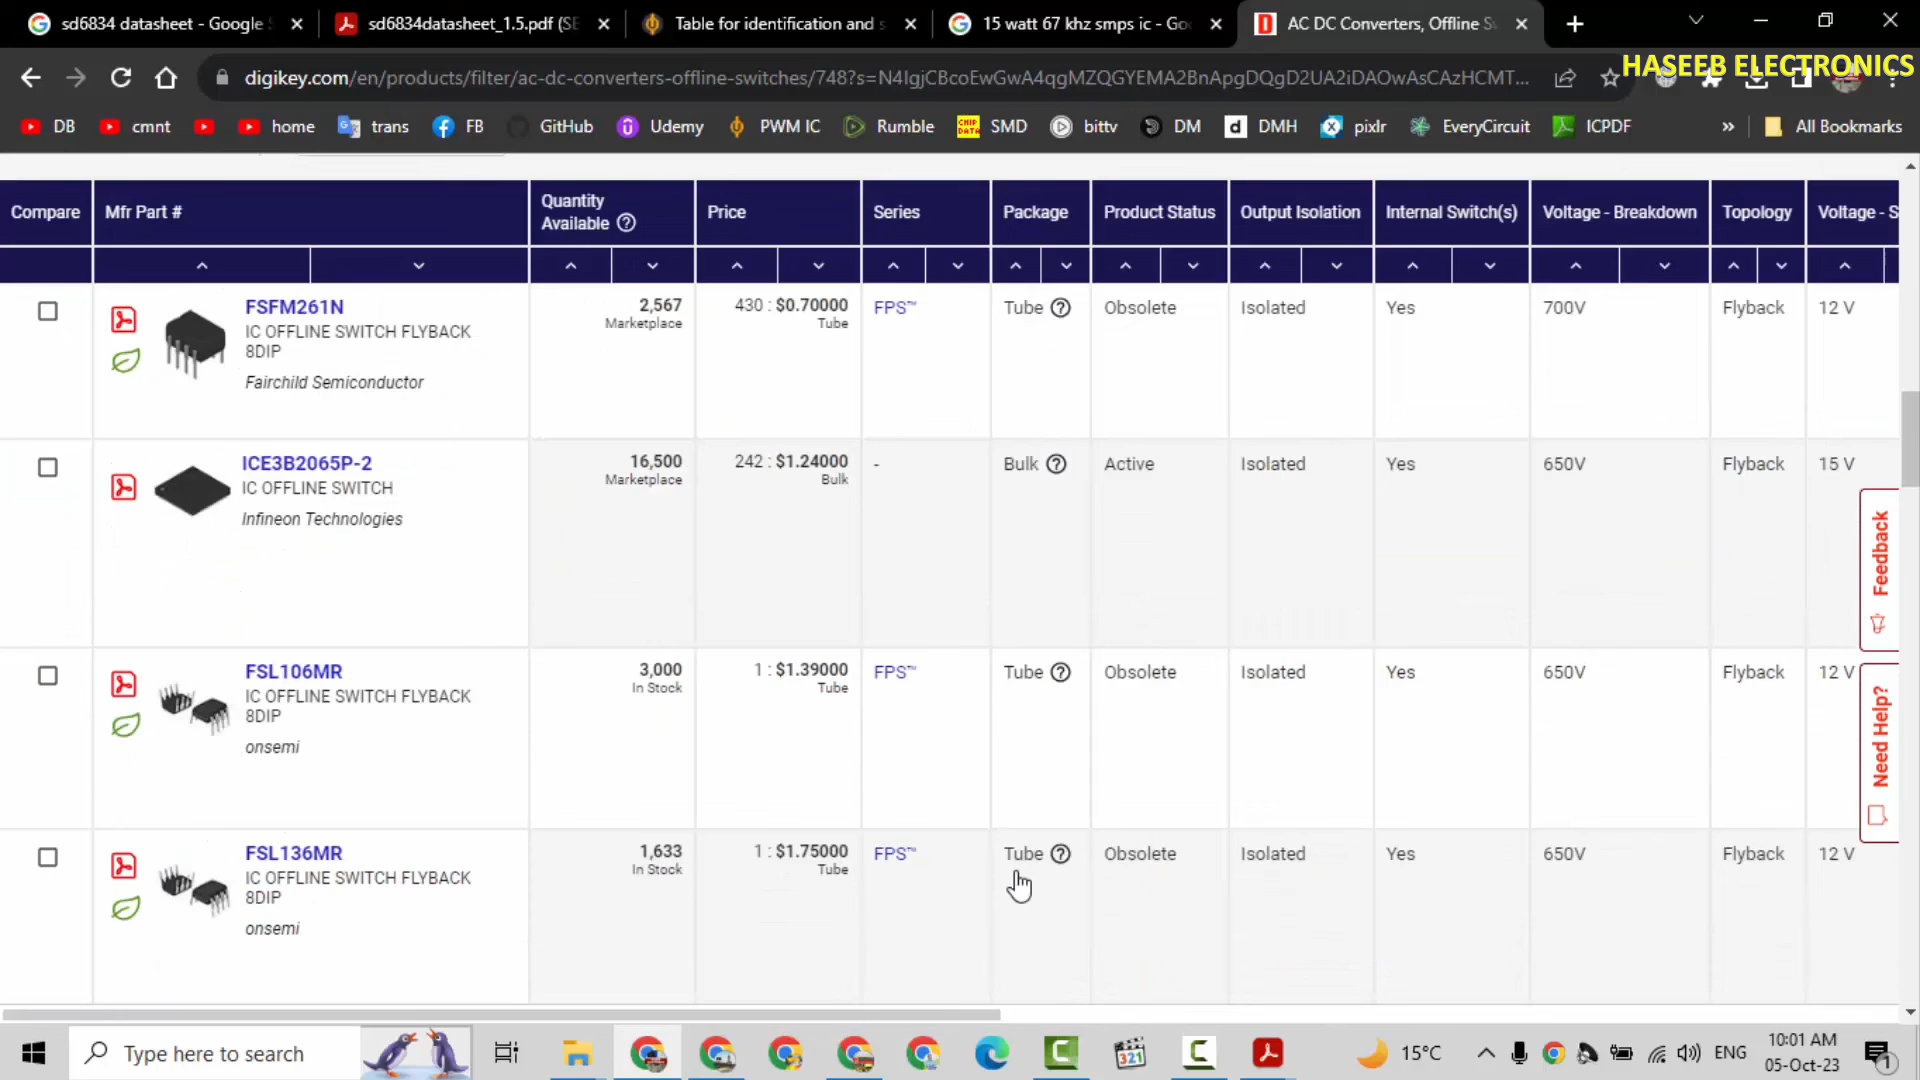 sd6834 datasheet - Google S
sd6834datasheet_1.5.pdf (SE
Table for identification and s
15 watt 67 khz smps ic - Goo
AC DC Converters, Offline Sw
digikey.com/en/products/filter/ac-dc-converters-offline-switches/748?s=N4IgjCBcoEwGwA4qgMZQGYEMA2BnApgDQgD2UA2iDAOwAsCAzHCMT...
HASEEB ELECTRONICS
DB
cmnt
home
trans
FB
GitHub
Udemy
PWM IC
Rumble
SMD
bittv
DM
DMH
pixlr
EveryCircuit
ICPDF
»
All Bookmarks
Compare
Mfr Part #
Quantity
Available
Price
Series
Package
Product Status
Output Isolation
Internal Switch(s)
Voltage - Breakdown
Topology
Voltage - S
FSFM261N
IC OFFLINE SWITCH FLYBACK
8DIP
Fairchild Semiconductor
2,567
Marketplace
430 : $0.70000
Tube
FPS™
Tube
Obsolete
Isolated
Yes
700V
Flyback
12 V
ICE3B2065P-2
IC OFFLINE SWITCH
Infineon Technologies
16,500
Marketplace
242 : $1.24000
Bulk
-
Bulk
Active
Isolated
Yes
650V
Flyback
15 V
FSL106MR
IC OFFLINE SWITCH FLYBACK
8DIP
onsemi
3,000
In Stock
1 : $1.39000
Tube
FPS™
Tube
Obsolete
Isolated
Yes
650V
Flyback
12 V
FSL136MR
IC OFFLINE SWITCH FLYBACK
8DIP
onsemi
1,633
In Stock
1 : $1.75000
Tube
FPS™
Tube
Obsolete
Isolated
Yes
650V
Flyback
12 V
Feedback
Need Help?
Type here to search
15°C
ENG
10:01 AM
05-Oct-23
1